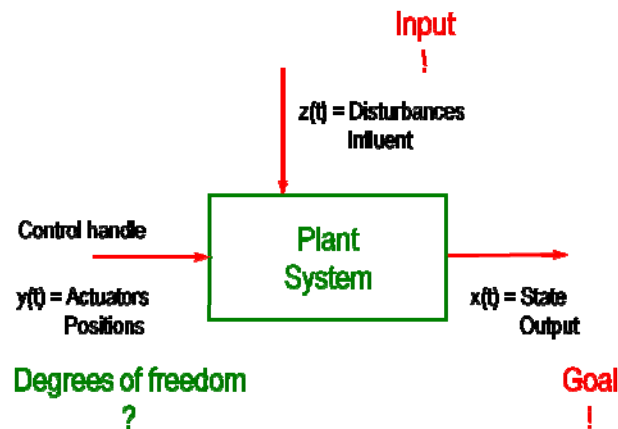 Input
!
z(t) = Disturbances
Influent
Control handle
Plant
System
y(t) = Actuators
Positions
x(t) = State
Output
Degrees of freedom
?
Goal
!